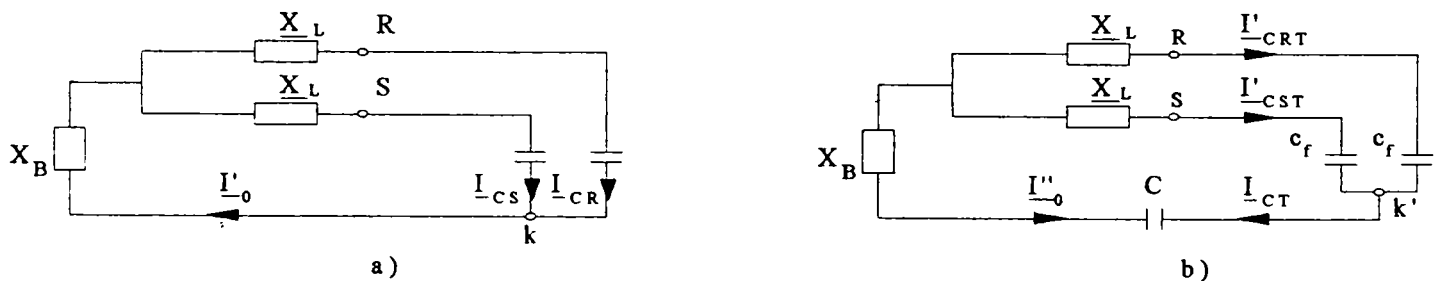 X_L R
X_L S
X_B
I'_0 I_CS I_CR
k
a)
X_L R I'_CRT
X_L S I'_CST
c_f c_f
X_B
I''_0 C I_CT
k'
b)